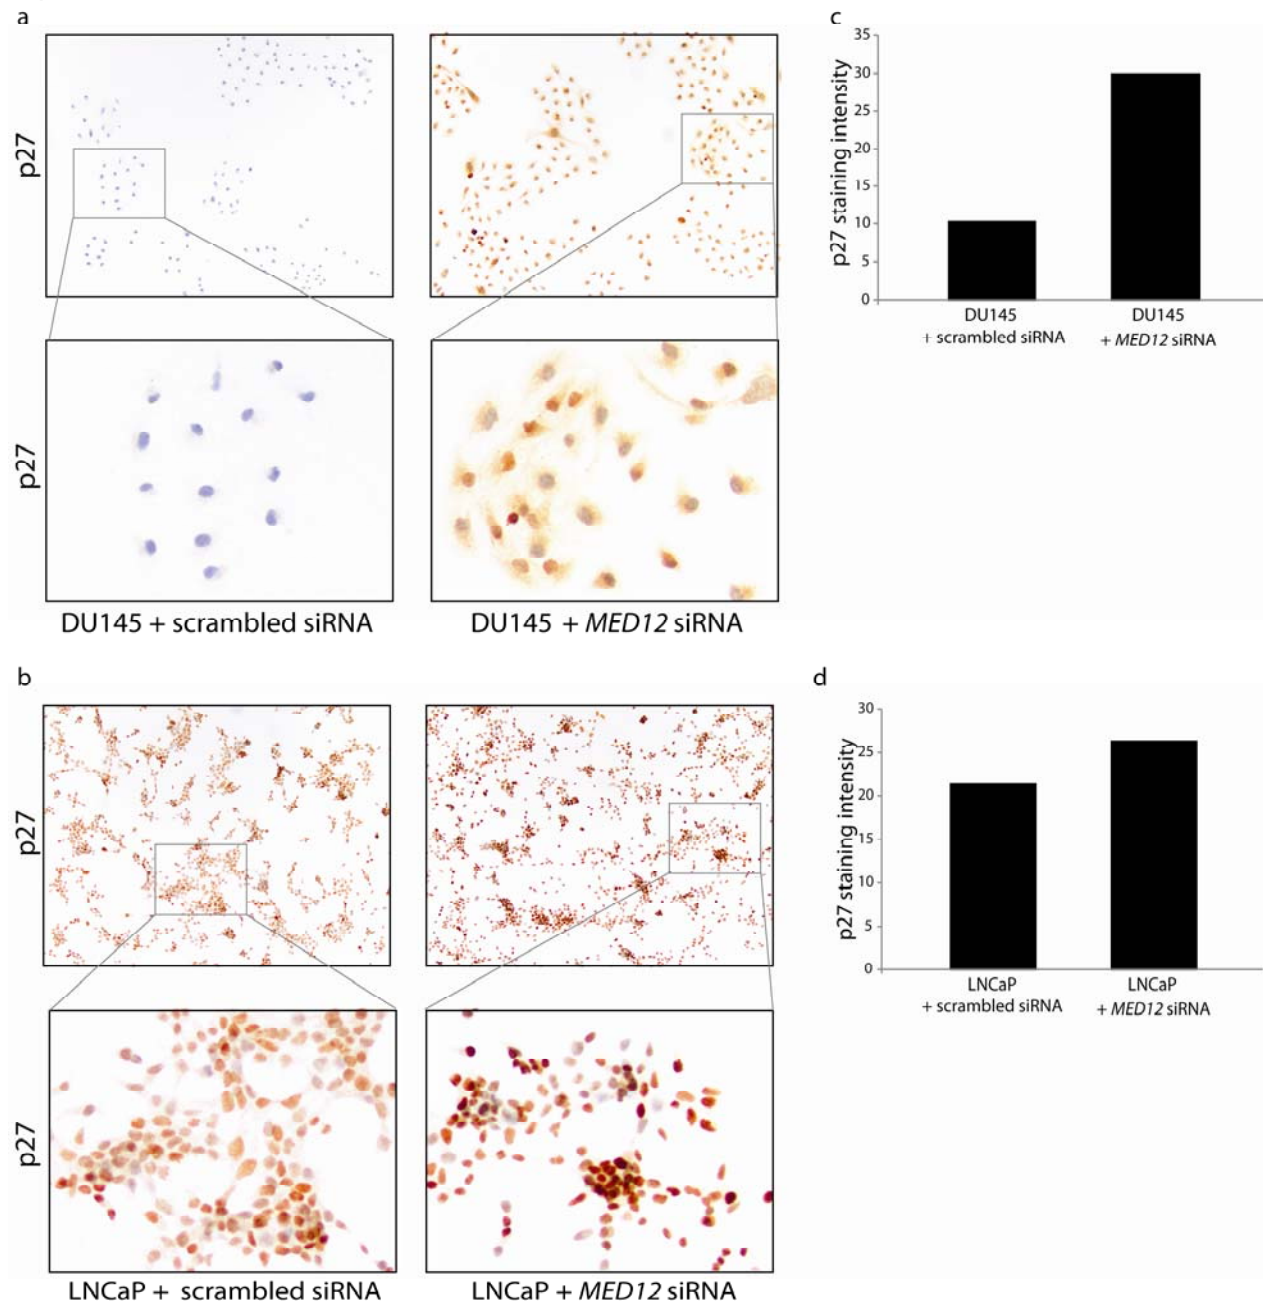 a
p27
p27
DU145 + scrambled siRNA
DU145 + MED12 siRNA
c
p27 staining intensity
35
30
25
20
15
10
5
0
DU145
+ scrambled siRNA
DU145
+ MED12 siRNA
b
p27
p27
LNCaP + scrambled siRNA
LNCaP + MED12 siRNA
d
p27 staining intensity
30
25
20
15
10
5
0
LNCaP
+ scrambled siRNA
LNCaP
+ MED12 siRNA